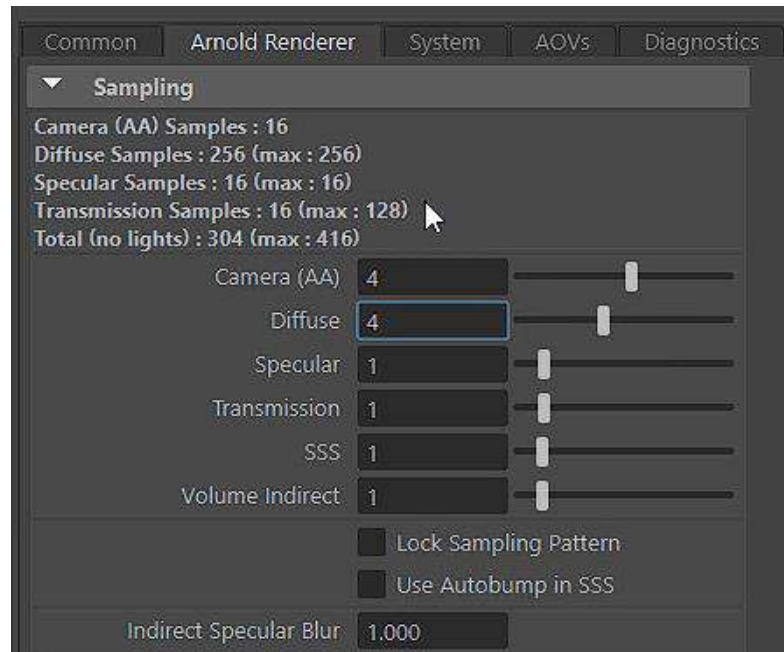 Common Arnold Renderer System AOVs Diagnostics
Sampling
Camera (AA) Samples : 16
Diffuse Samples : 256 (max : 256)
Specular Samples : 16 (max : 16)
Transmission Samples : 16 (max : 128)
Total (no lights) : 304 (max : 416)
Camera (AA) 4
Diffuse 4
Specular 1
Transmission 1
SSS 1
Volume Indirect 1
Lock Sampling Pattern
Use Autobump in SSS
Indirect Specular Blur 1.000